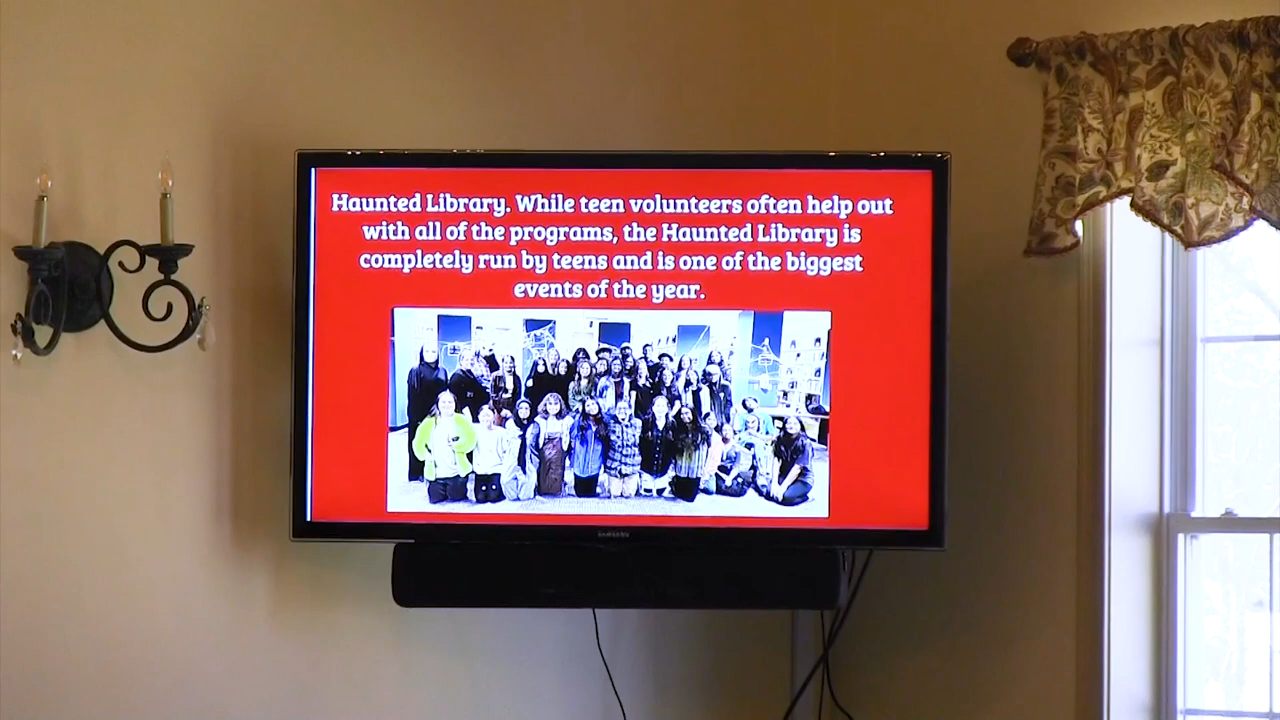 Haunted Library. While teen volunteers often help out
with all of the programs, the Haunted Library is
completely run by teens and is one of the biggest
events of the year.
SAMSUNG